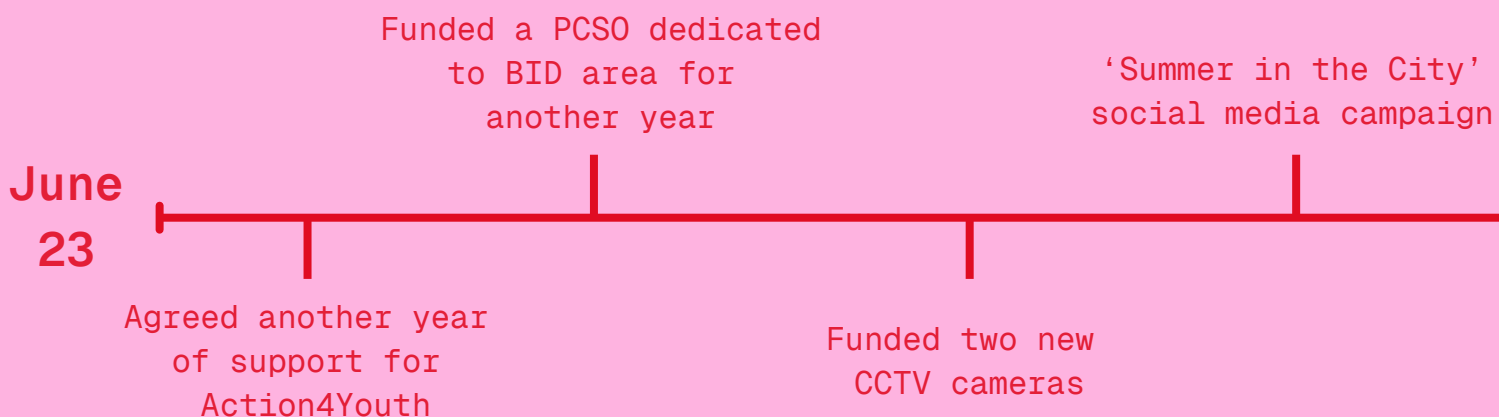 June
23
Agreed another year
of support for
Action4Youth
Funded a PCSO dedicated
to BID area for
another year
Funded two new
CCTV cameras
‘Summer in the City’
social media campaign